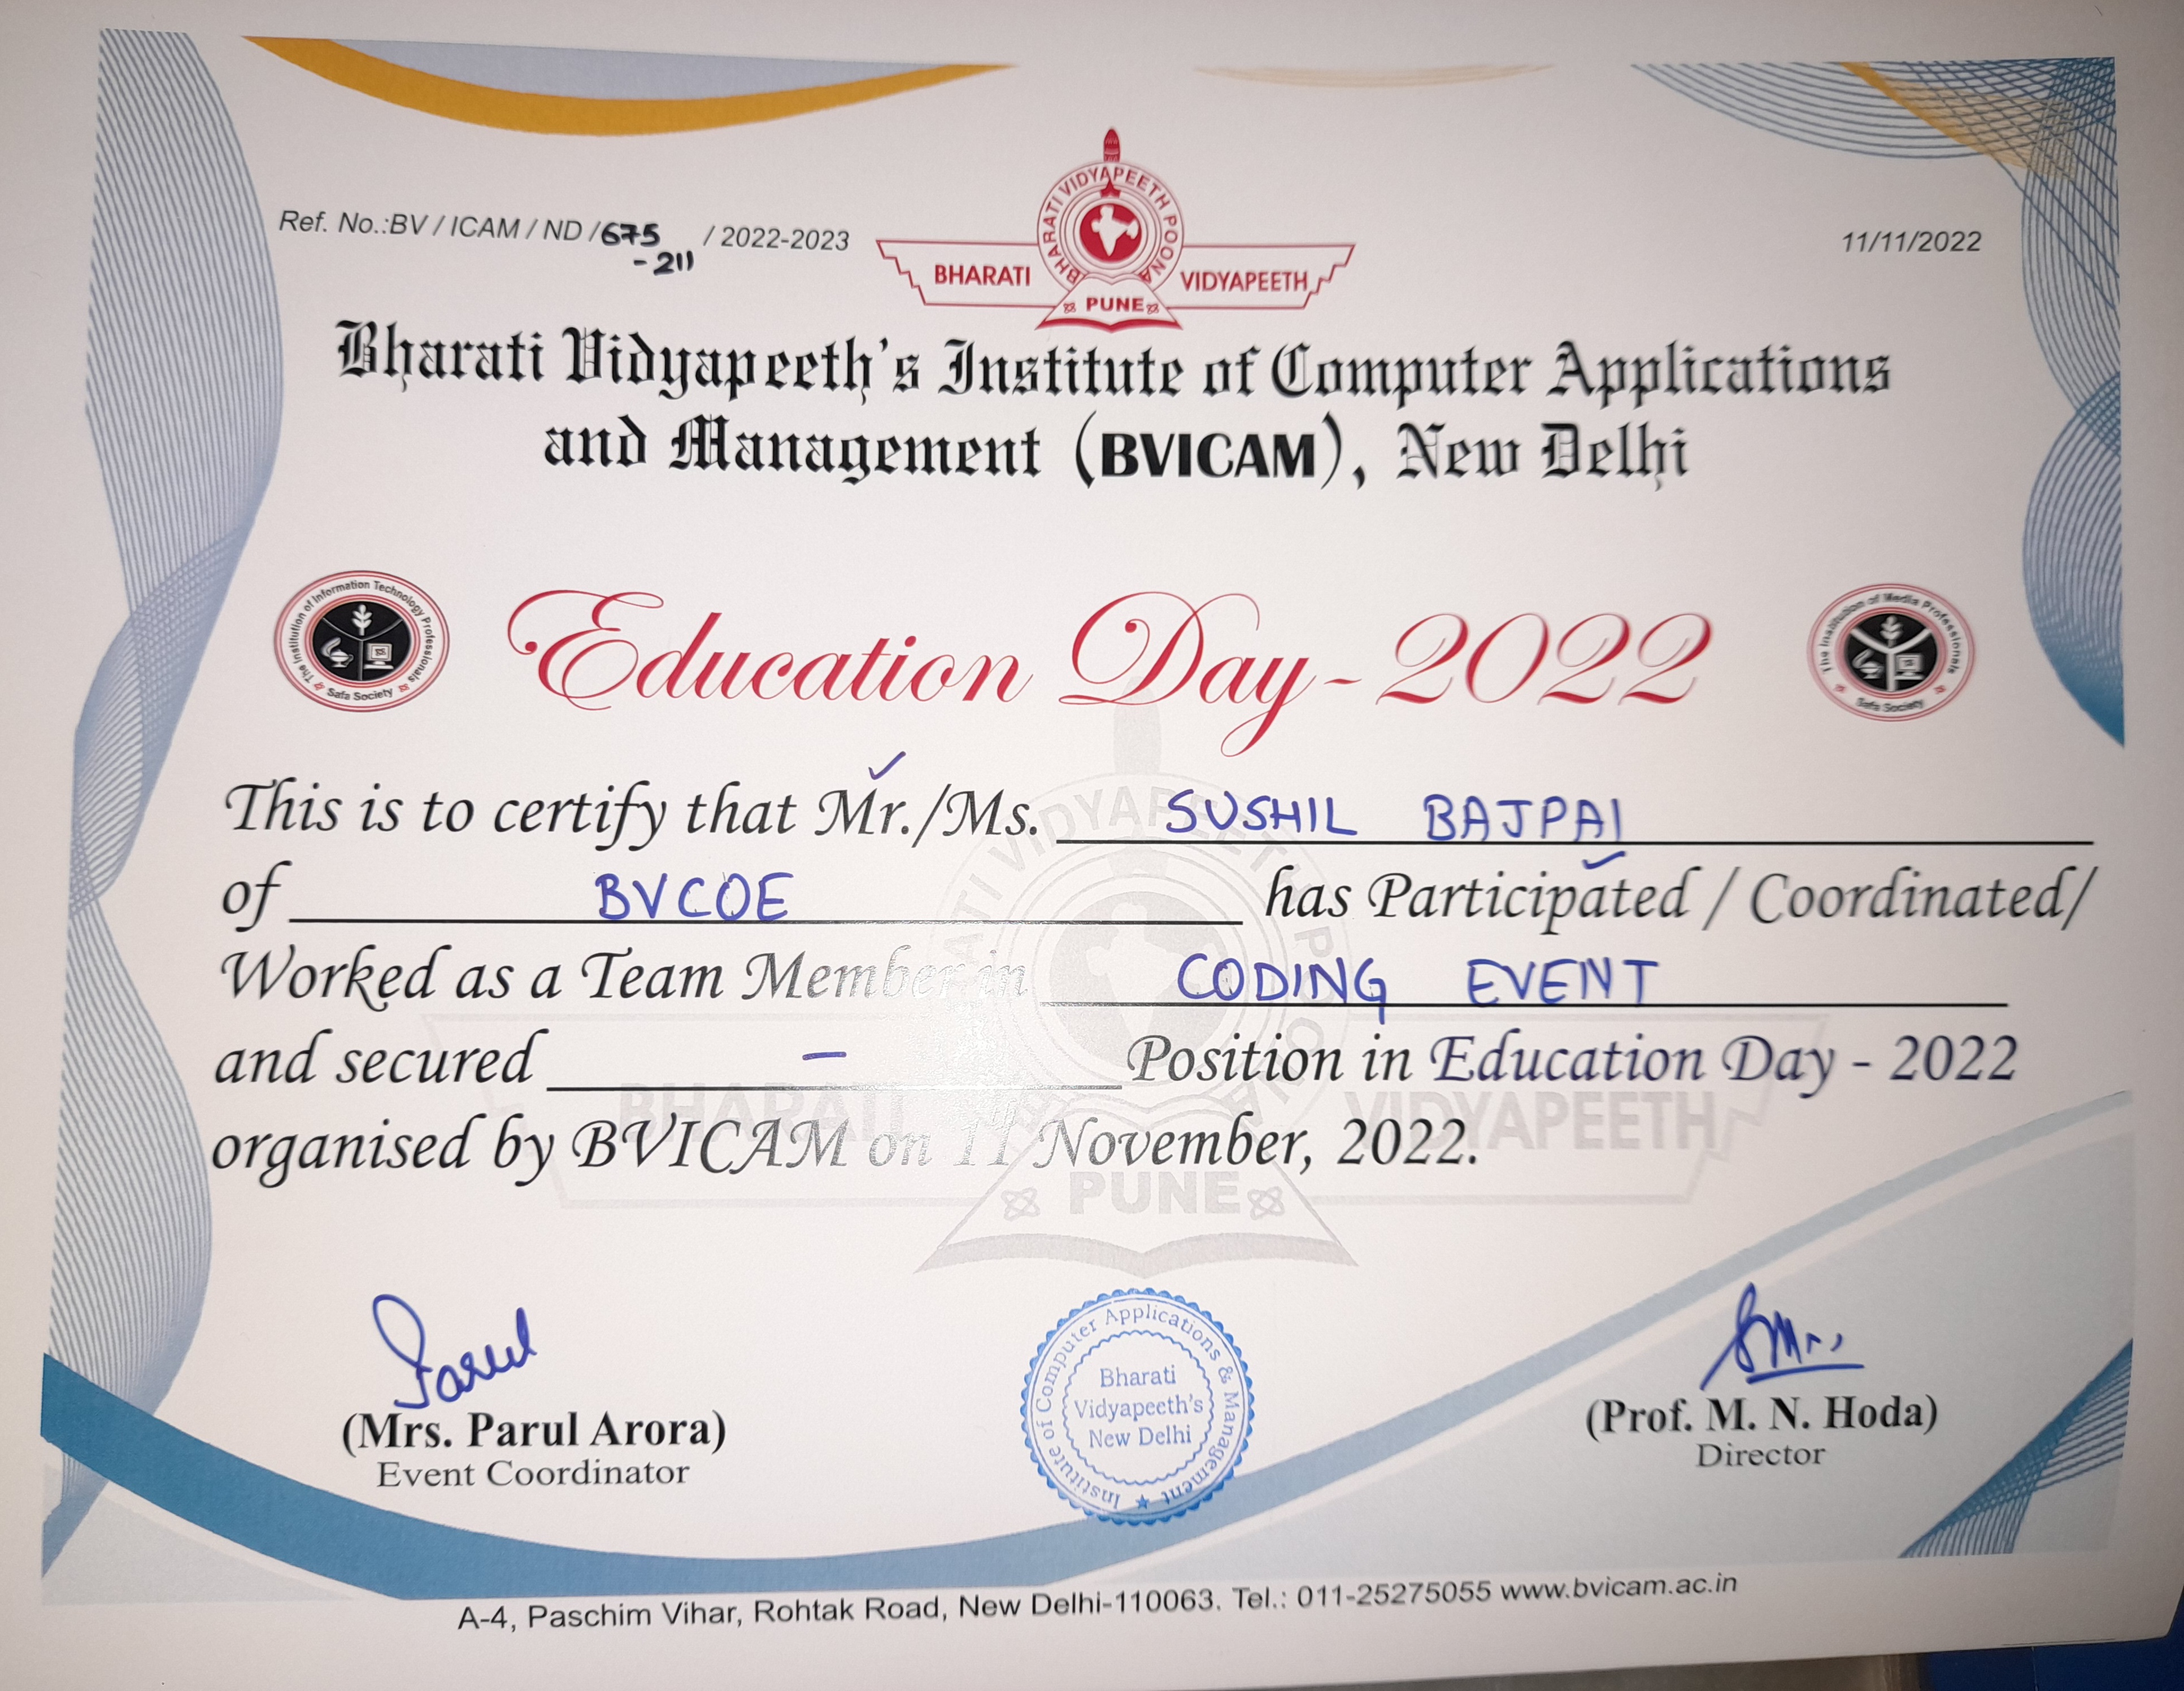 Ref. No.:BV / ICAM / ND /675 / 2022-2023
-211
11/11/2022
BHARATI VIDYAPEETH POONA
BHARATI VIDYAPEETH
PUNE
Bharati Vidyapeeth's Institute of Computer Applications
and Management (BVICAM), New Delhi
The Institution of Information Technology Professionals
Safa Society
Education Day - 2022
The Institution of Media Professionals
Safa Society
This is to certify that Mr./Ms. SUSHIL BAJPAI
of BVCOE has Participated / Coordinated/
Worked as a Team Member in CODING EVENT
and secured - Position in Education Day - 2022
organised by BVICAM on 11th November, 2022.
BHARATI VIDYAPEETH
PUNE
(Mrs. Parul Arora)
Event Coordinator
Institute of Computer Applications & Management
Bharati
Vidyapeeth's
New Delhi
(Prof. M. N. Hoda)
Director
A-4, Paschim Vihar, Rohtak Road, New Delhi-110063. Tel.: 011-25275055 www.bvicam.ac.in